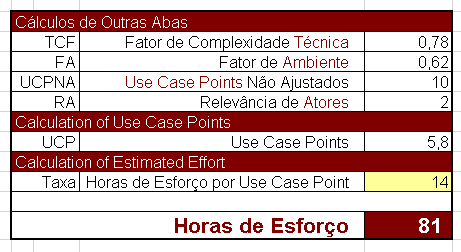 Cálculos de Outras Abas
TCF Fator de Complexidade Técnica 0,78
FA Fator de Ambiente 0,62
UCPNA Use Case Points Não Ajustados 10
RA Relevância de Atores 2
Calculation of Use Case Points
UCP Use Case Points 5,8
Calculation of Estimated Effort
Taxa Horas de Esforço por Use Case Point 14
Horas de Esforço 81